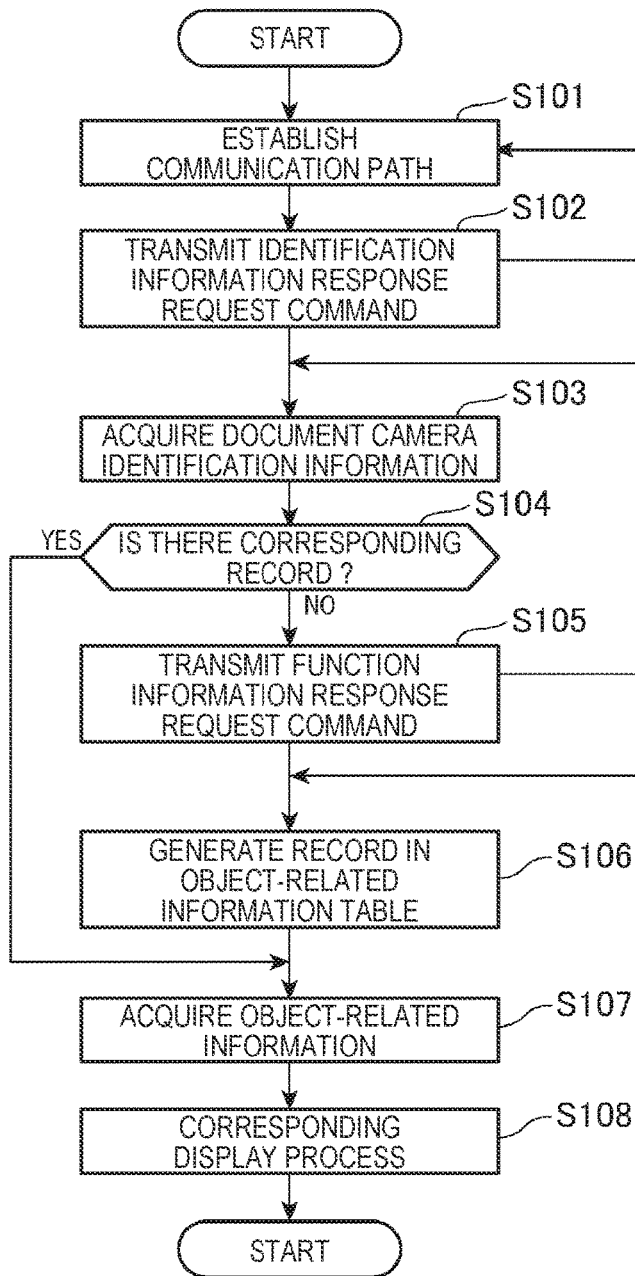 START
S101
ESTABLISH
COMMUNICATION PATH
S102
TRANSMIT IDENTIFICATION
INFORMATION RESPONSE
REQUEST COMMAND
S103
ACQUIRE DOCUMENT CAMERA
IDENTIFICATION INFORMATION
S104
YES
IS THERE CORRESPONDING
RECORD ?
NO
S105
TRANSMIT FUNCTION
INFORMATION RESPONSE
REQUEST COMMAND
GENERATE RECORD IN
OBJECT-RELATED
INFORMATION TABLE
S106
ACQUIRE OBJECT-RELATED
INFORMATION
S107
CORRESPONDING
DISPLAY PROCESS
S108
START